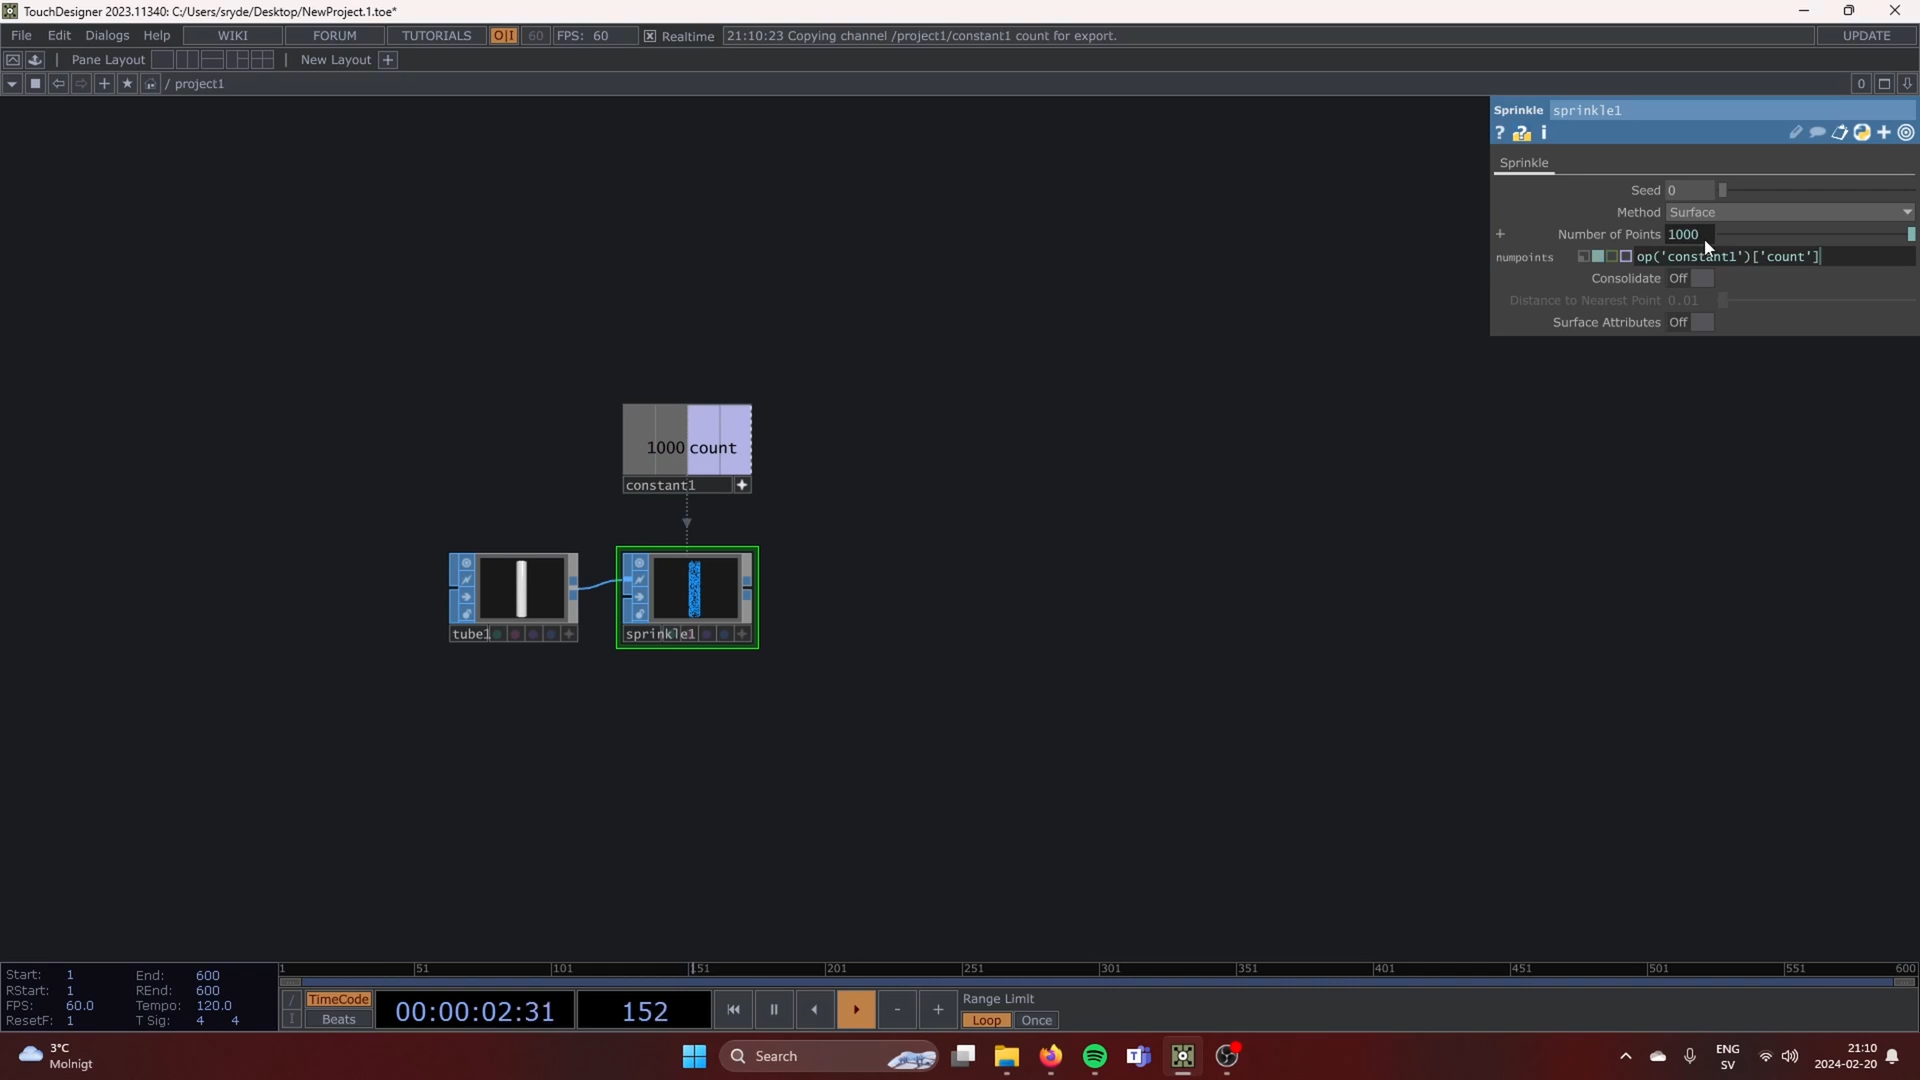 TouchDesigner 2023.11340: C:/Users/sryde/Desktop/NewProject.1.toe*
File Edit Dialogs Help WIKI FORUM TUTORIALS O|I 60 FPS: 60 Realtime 21:10:23 Copying channel /project1/constant1 count for export. UPDATE
Pane Layout New Layout +
/ project1 0
Sprinkle sprinkle1
? ? i
Sprinkle
Seed 0
Method Surface
+ Number of Points 1000
numpoints op('constant1')['count']
Consolidate Off
Distance to Nearest Point 0.01
Surface Attributes Off
1000 count
constant1
tube1
sprinkle1
1 51 101 151 201 251 301 351 401 451 501 551 600
Start: 1 End: 600
RStart: 1 REnd: 600
FPS: 60.0 Tempo: 120.0
ResetF: 1 T Sig: 4 4
TimeCode
Beats
00:00:02:31
152
Range Limit
Loop Once
3°C
Molnigt
Search
ENG
SV
21:10
2024-02-20